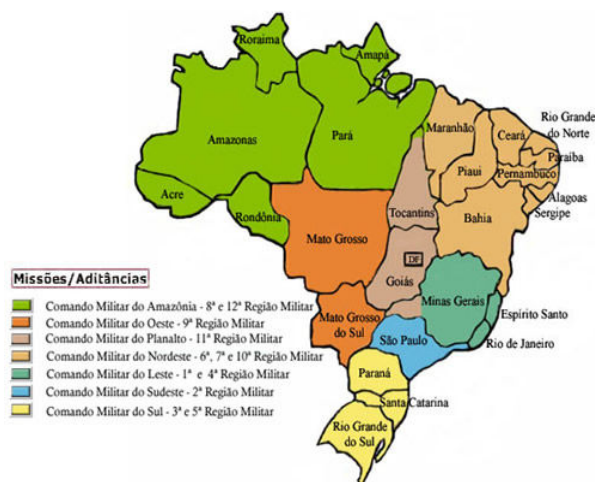 Roraima
Amapá
Amazonas
Pará
Acre
Rondônia
Maranhão
Ceará
Rio Grande
do Norte
Paraíba
Piaui
Pernambuco
Alagoas
Sergipe
Tocantins
Bahia
Mato Grosso
DF
Goiás
Minas Gerais
Espírito Santo
Mato Grosso
do Sul
São Paulo
Rio de Janeiro
Paraná
Santa Catarina
Rio Grande
do Sul
Missões/Aditâncias
Comando Militar do Amazônia - 8ª e 12ª Região Militar
Comando Militar do Oeste - 9ª Região Militar
Comando Militar do Planalto - 11ª Região Militar
Comando Militar do Nordeste - 6ª, 7ª e 10ª Região Militar
Comando Militar do Leste - 1ª e 4ª Região Militar
Comando Militar do Sudeste - 2ª Região Militar
Comando Militar do Sul - 3ª e 5ª Região Militar